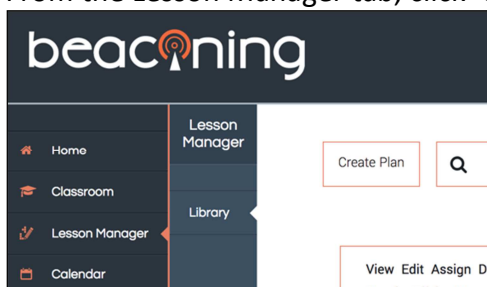 beaconing
Lesson
Manager
Home
Create Plan
Classroom
Library
Lesson Manager
Calendar
View Edit Assign D